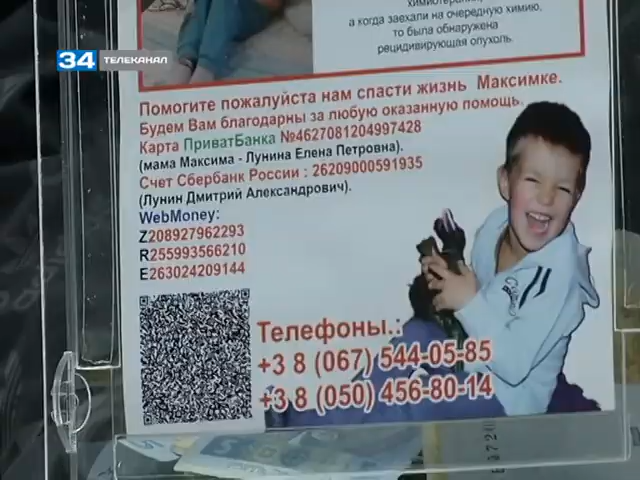 химиотерапии,
а когда заехали на очередную химию,
то была обнаружена
рецидивирующая опухоль.
34 ТЕЛЕКАНАЛ
Помогите пожалуйста нам спасти жизнь Максимке.
Будем Вам благодарны за любую оказанную помощь.
Карта ПриватБанка №4627081204997428
(мама Максима - Лунина Елена Петровна).
Счет Сбербанк России : 26209000591935
(Лунин Дмитрий Александрович).
WebMoney:
Z208927962293
R255993566210
E263024209144
Телефоны.:
+3 8 (067) 544-05-85
+3 8 (050) 456-80-14